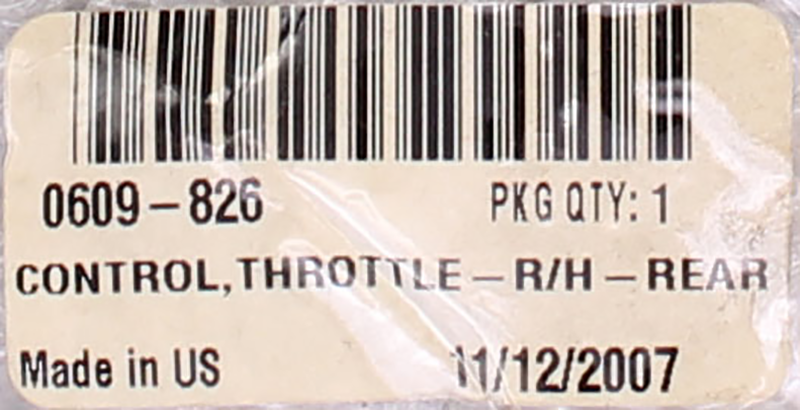 0609-826 PKG QTY: 1
CONTROL,THROTTLE-R/H-REAR
Made in US 11/12/2007